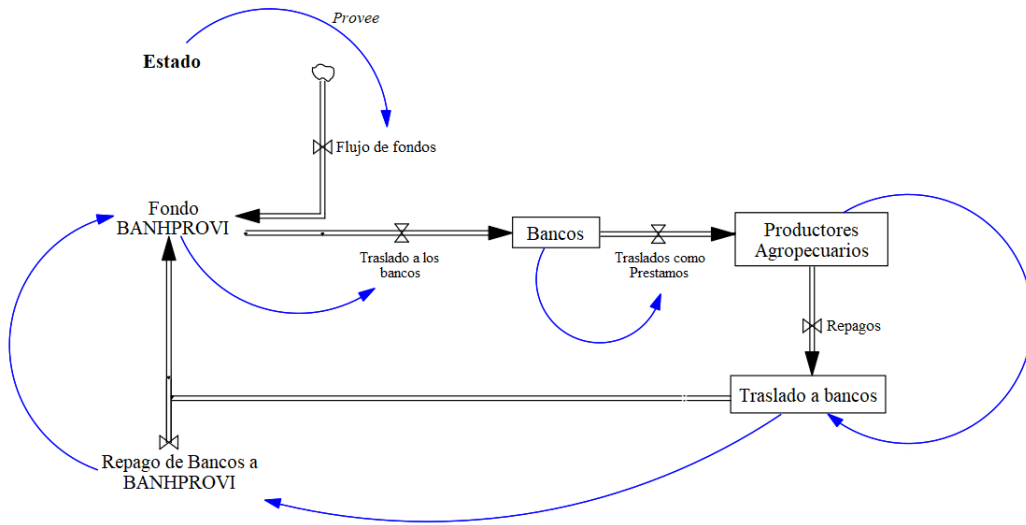 Provee
Estado
Flujo de fondos
Fondo
BANHPROVI
Traslado a los
bancos
Bancos
Traslados como
Prestamos
Productores
Agropecuarios
Repagos
Traslado a bancos
Repago de Bancos a
BANHPROVI